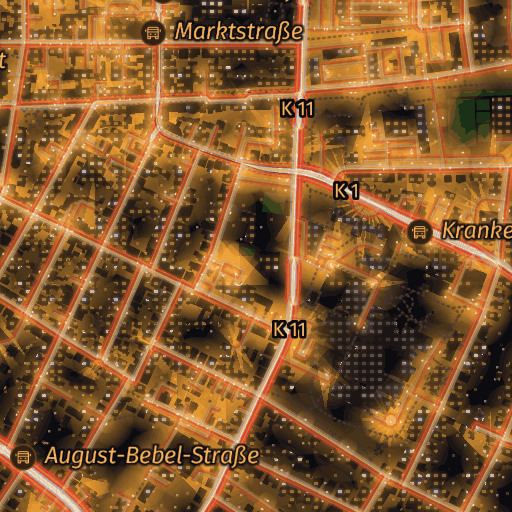 Marktstraße
t
K 11
K 1
Kranke
K 11
August-Bebel-Straße